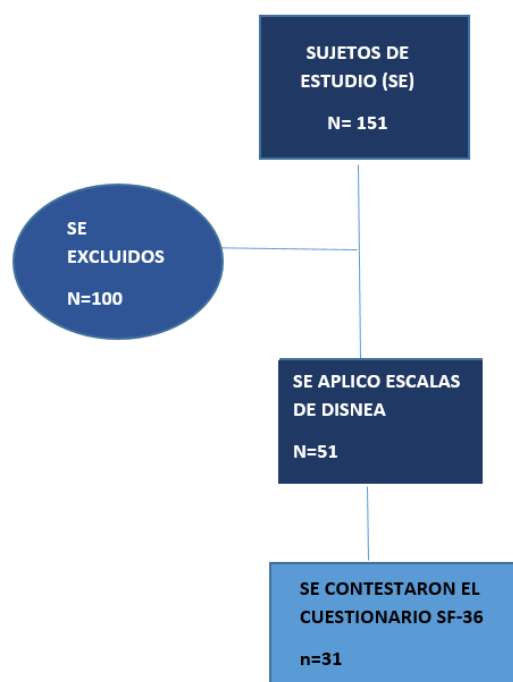 SUJETOS DE
ESTUDIO (SE)
N= 151
SE
EXCLUIDOS
N=100
SE APLICO ESCALAS
DE DISNEA
N=51
SE CONTESTARON EL
CUESTIONARIO SF-36
n=31